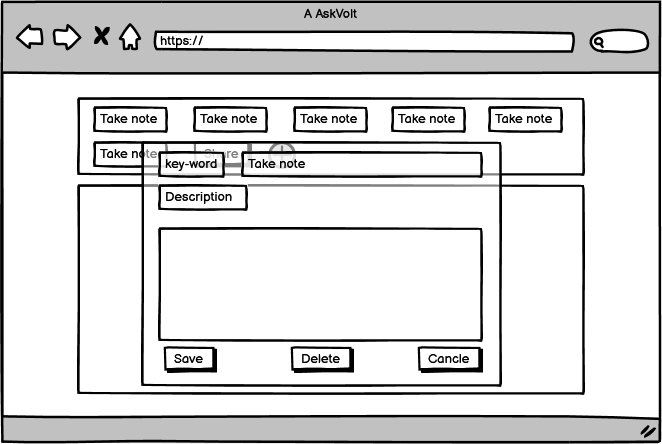 A AskVolt
https://
Take note Take note Take note Take note Take note
Take note Share
key-word Take note
Description
Save Delete Cancle